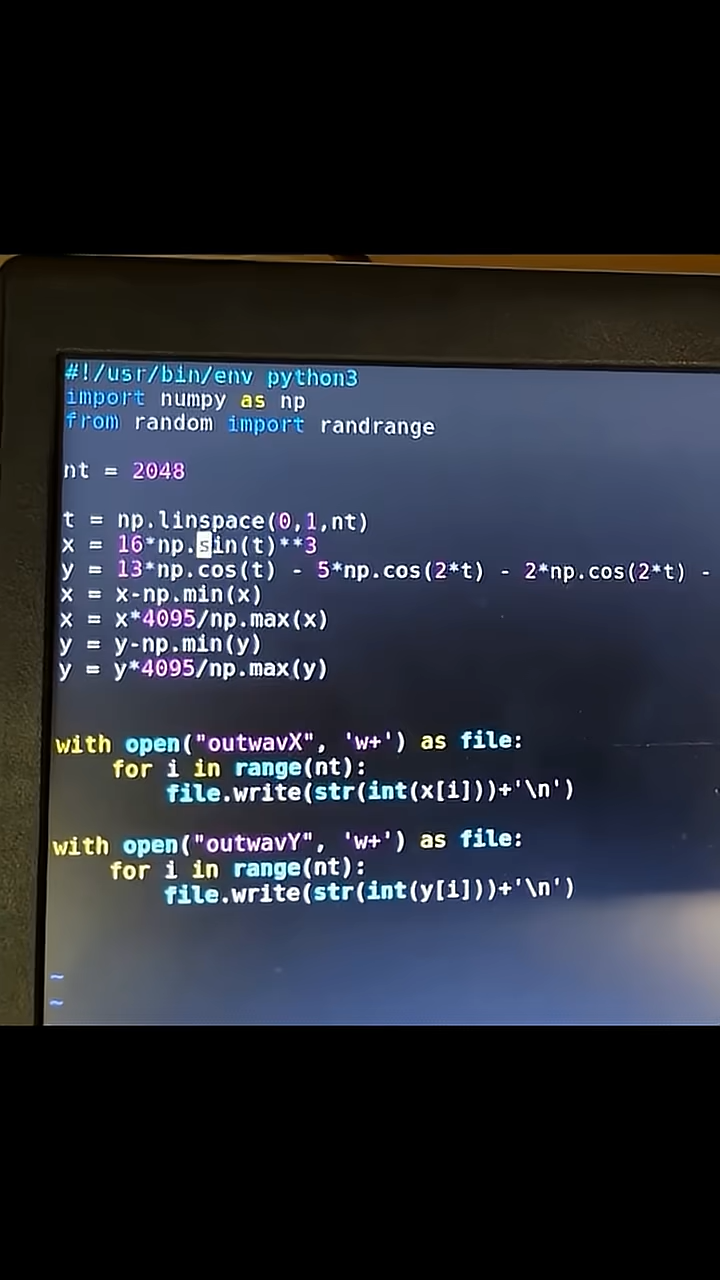 #!/usr/bin/env python3
import numpy as np
from random import randrange
nt = 2048
t = np.linspace(0,1,nt)
x = 16*np.sin(t)**3
y = 13*np.cos(t) - 5*np.cos(2*t) - 2*np.cos(2*t) -
x = x-np.min(x)
x = x*4095/np.max(x)
y = y-np.min(y)
y = y*4095/np.max(y)
with open("outwavX", 'w+') as file:
    for i in range(nt):
        file.write(str(int(x[i]))+'\n')
with open("outwavY", 'w+') as file:
    for i in range(nt):
        file.write(str(int(y[i]))+'\n')
~
~